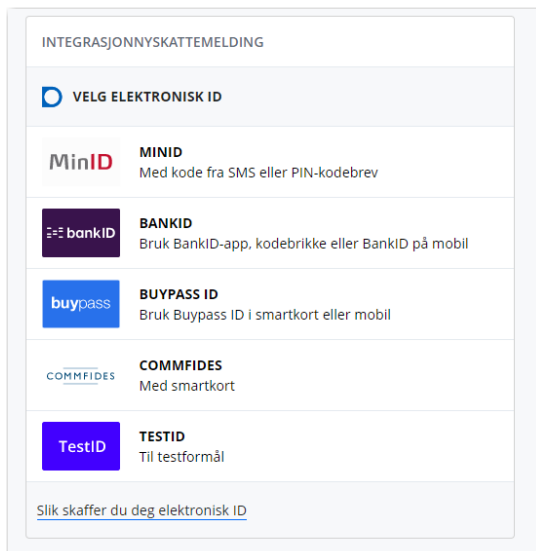 INTEGRASJONNYSKATTEMELDING
VELG ELEKTRONISK ID
MinID
MINID
Med kode fra SMS eller PIN-kodebrev
bankID
BANKID
Bruk BankID-app, kodebrikke eller BankID på mobil
buypass
BUYPASS ID
Bruk Buypass ID i smartkort eller mobil
COMMFIDES
COMMFIDES
Med smartkort
TestID
TESTID
Til testformål
Slik skaffer du deg elektronisk ID